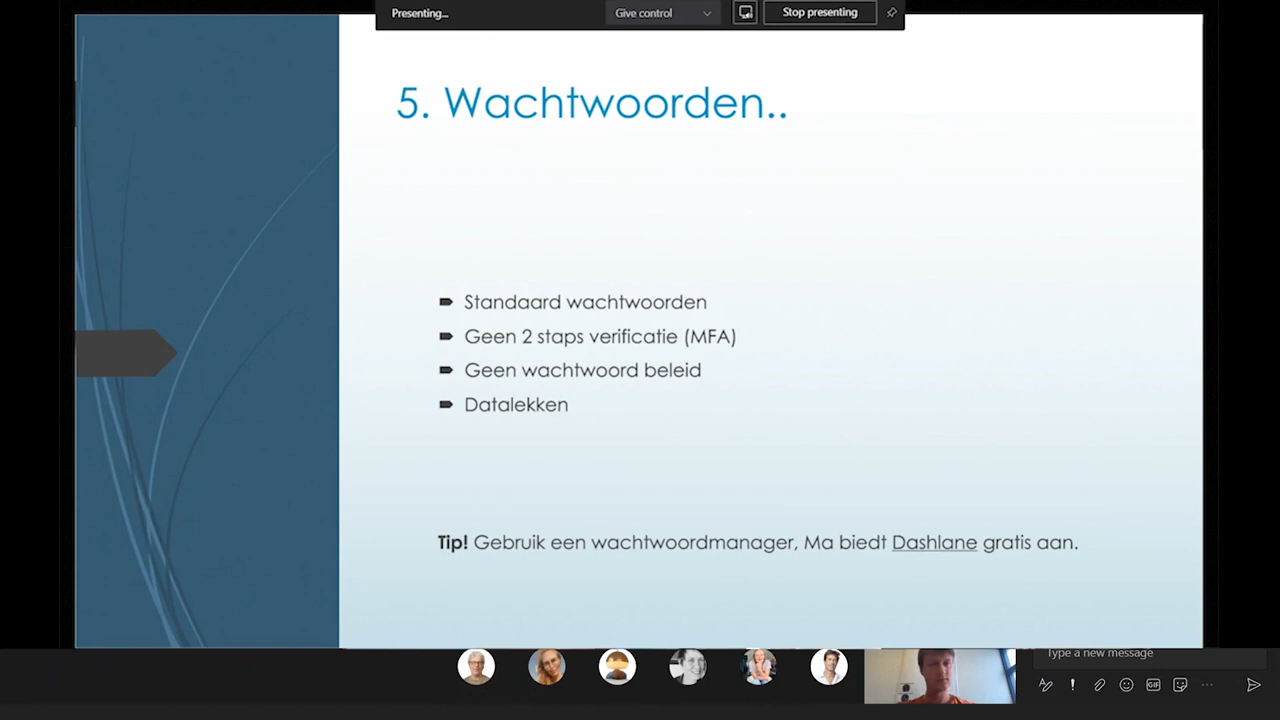 Presenting...
Give control
Stop presenting
5. Wachtwoorden..
Standaard wachtwoorden
Geen 2 staps verificatie (MFA)
Geen wachtwoord beleid
Datalekken
Tip! Gebruik een wachtwoordmanager, Ma biedt Dashlane gratis aan.
Type a new message
GIF